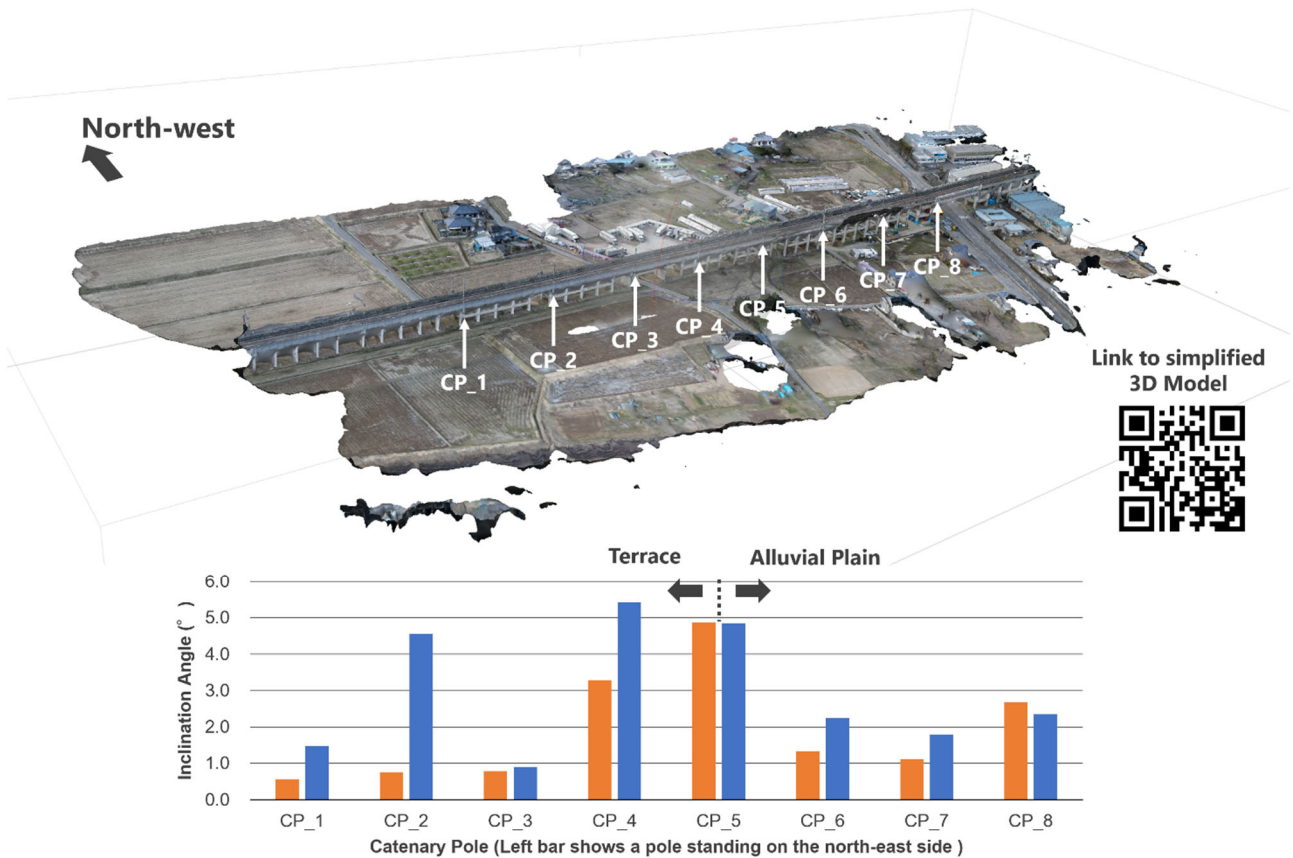 North-west
CP_1
CP_2
CP_3
CP_4
CP_5
CP_6
CP_7
CP_8
Link to simplified
3D Model
Terrace
Alluvial Plain
Inclination Angle (°)
6.0
5.0
4.0
3.0
2.0
1.0
0.0
CP_1 CP_2 CP_3 CP_4 CP_5 CP_6 CP_7 CP_8
Catenary Pole (Left bar shows a pole standing on the north-east side )